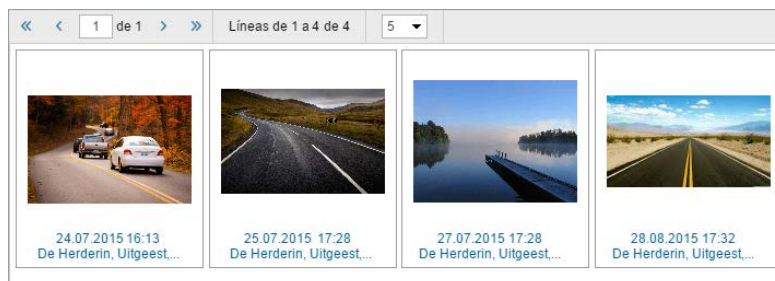 « ‹ 1 de 1 › » Líneas de 1 a 4 de 4 5
24.07.2015 16:13
De Herderin, Uitgeest,...
25.07.2015 17:28
De Herderin, Uitgeest,...
27.07.2015 17:28
De Herderin, Uitgeest,...
28.08.2015 17:32
De Herderin, Uitgeest,...